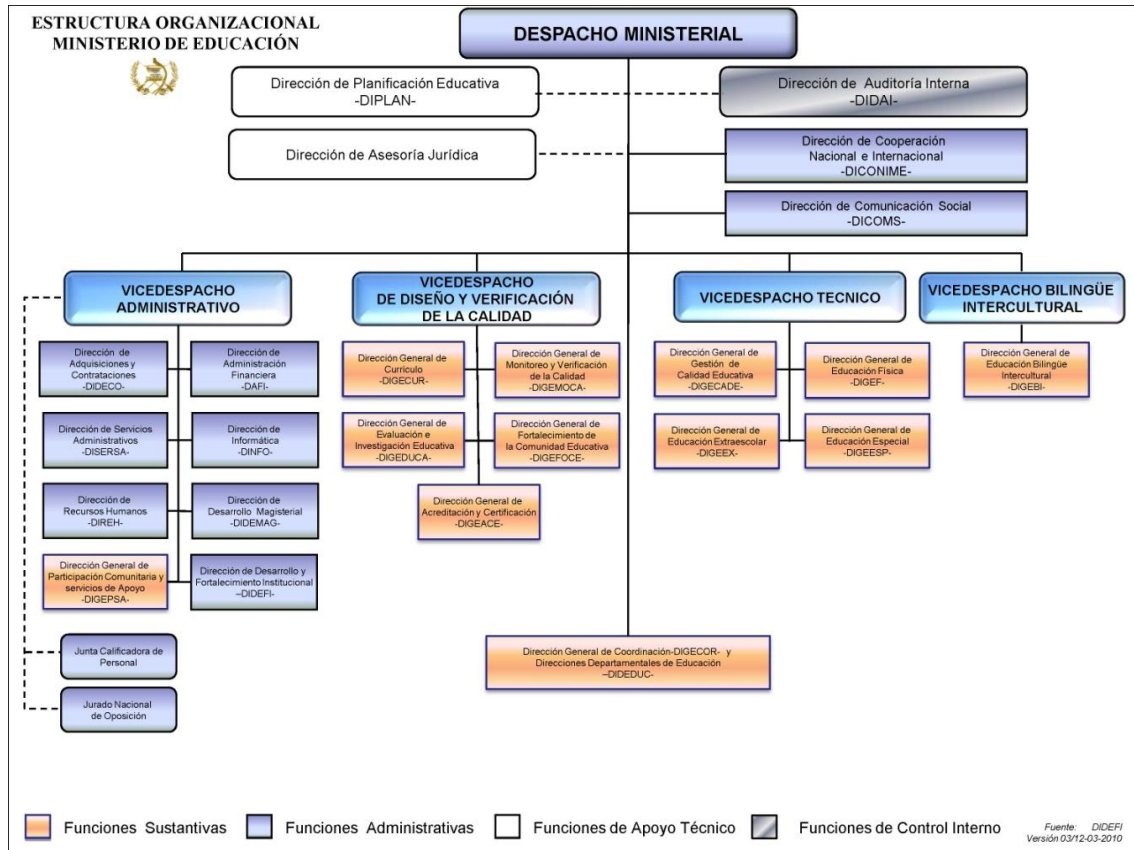 ESTRUCTURA ORGANIZACIONAL
MINISTERIO DE EDUCACIÓN
DESPACHO MINISTERIAL
Dirección de Planificación Educativa
-DIPLAN-
Dirección de Auditoría Interna
-DIDAI-
Dirección de Asesoría Jurídica
Dirección de Cooperación
Nacional e Internacional
-DICONIME-
Dirección de Comunicación Social
-DICOMS-
VICEDESPACHO
ADMINISTRATIVO
VICEDESPACHO
DE DISEÑO Y VERIFICACIÓN
DE LA CALIDAD
VICEDESPACHO TECNICO
VICEDESPACHO BILINGÜE
INTERCULTURAL
Dirección de
Adquisiciones y
Contrataciones
-DIDECO-
Dirección de
Administración
Financiera
-DAFI-
Dirección General de
Currículo
-DIGECUR-
Dirección General de
Monitoreo y Verificación
de la Calidad
-DIGEMOCA-
Dirección General de
Gestión de
Calidad Educativa
-DIGECADE-
Dirección General de
Educación Física
-DIGEF-
Dirección General de
Educación Bilingüe
Intercultural
-DIGEBI-
Dirección de Servicios
Administrativos
-DISERSA-
Dirección de
Informática
-DINFO-
Dirección General de
Evaluación e
Investigación Educativa
-DIGEDUCA-
Dirección General de
Fortalecimiento de
la Comunidad Educativa
-DIGEFOCE-
Dirección General de
Educación Extraescolar
-DIGEEX-
Dirección General de
Educación Especial
-DIGEESP-
Dirección de
Recursos Humanos
-DIREH-
Dirección de
Desarrollo Magisterial
-DIDEMAG-
Dirección General de
Acreditación y Certificación
-DIGEACE-
Dirección General de
Participación Comunitaria y
servicios de Apoyo
-DIGEPSA-
Dirección de Desarrollo y
Fortalecimiento Institucional
–DIDEFI-
Junta Calificadora de
Personal
Dirección General de Coordinación-DIGECOR- y
Direcciones Departamentales de Educación
–DIDEDUC-
Jurado Nacional
de Oposición
Funciones Sustantivas
Funciones Administrativas
Funciones de Apoyo Técnico
Funciones de Control Interno
Fuente: DIDEFI
Versión 03/12-03-2010